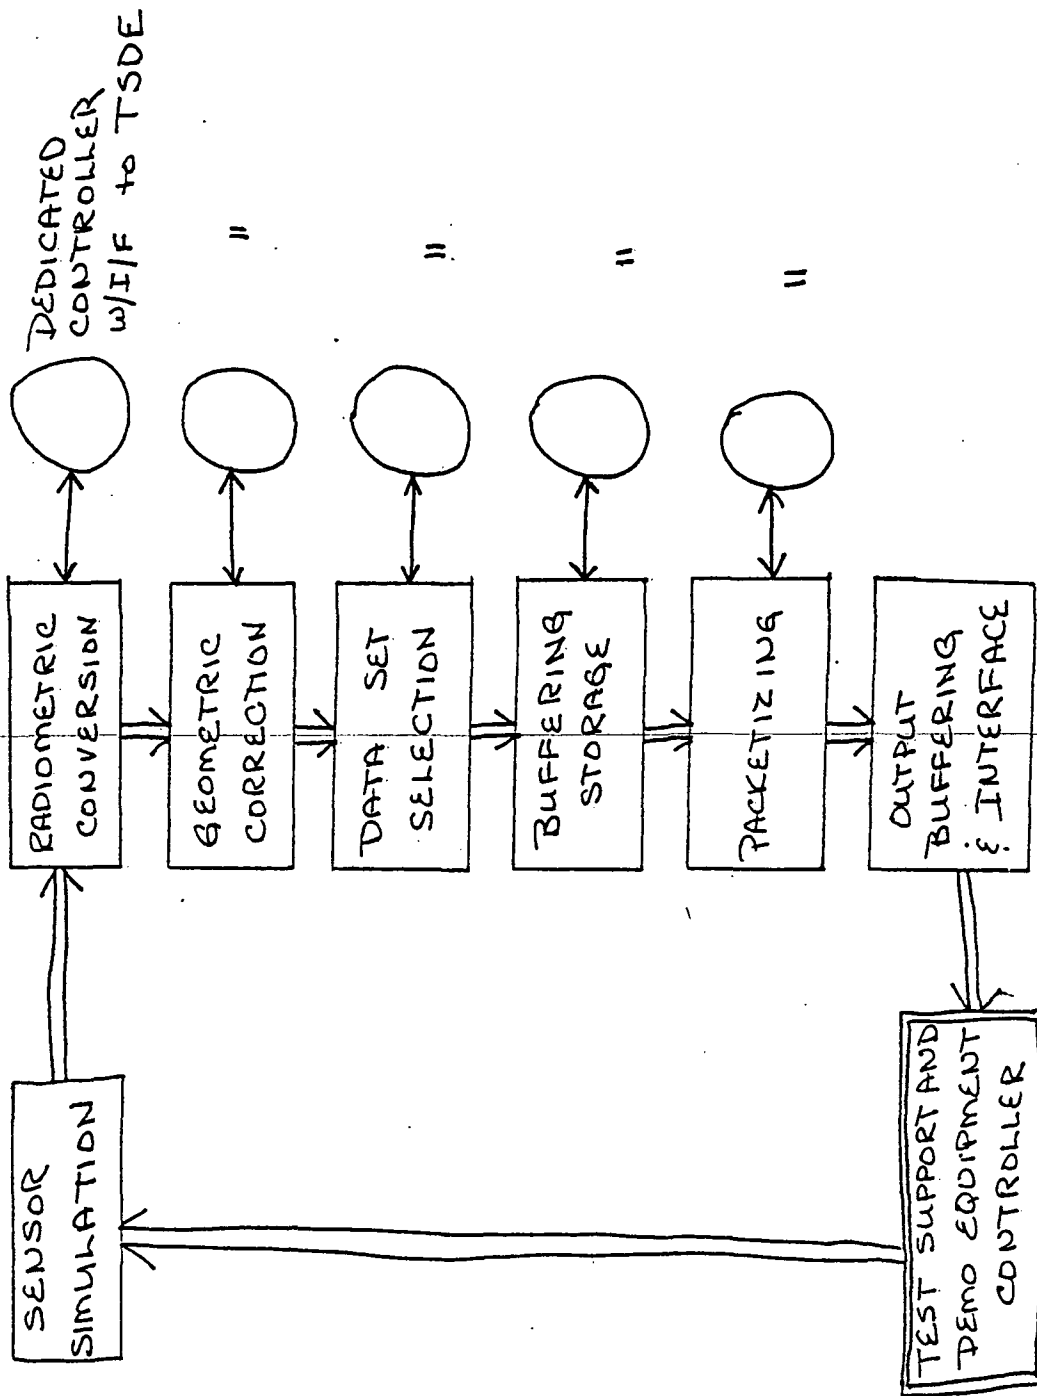 DEDICATED
CONTROLLER
W/I/F to TSDE
"
"
"
"
SENSOR
SIMULATION
RADIOMETRIC
CONVERSION
GEOMETRIC
CORRECTION
DATA SET
SELECTION
BUFFERING
STORAGE
PACKETIZING
OUTPUT
BUFFERING
& INTERFACE
TEST SUPPORT AND
DEMO EQUIPMENT
CONTROLLER